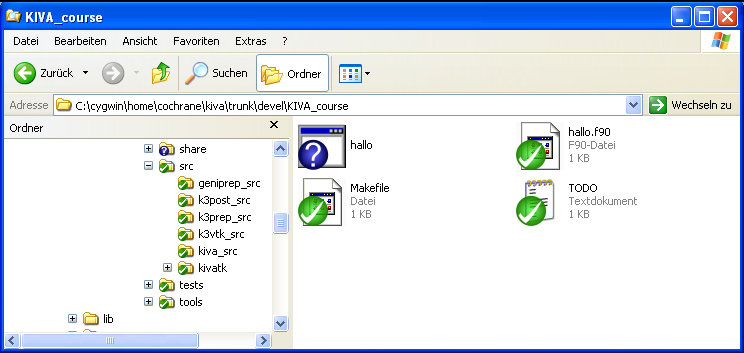 KIVA_course
Datei Bearbeiten Ansicht Favoriten Extras ?
Zurück Suchen Ordner
Adresse C:\cygwin\home\cochrane\kiva\trunk\devel\KIVA_course Wechseln zu
Ordner
share
src
geniprep_src
k3post_src
k3prep_src
k3vtk_src
kiva_src
kivatk
tests
tools
lib
hallo
hallo.f90
F90-Datei
1 KB
Makefile
Datei
1 KB
TODO
Textdokument
1 KB